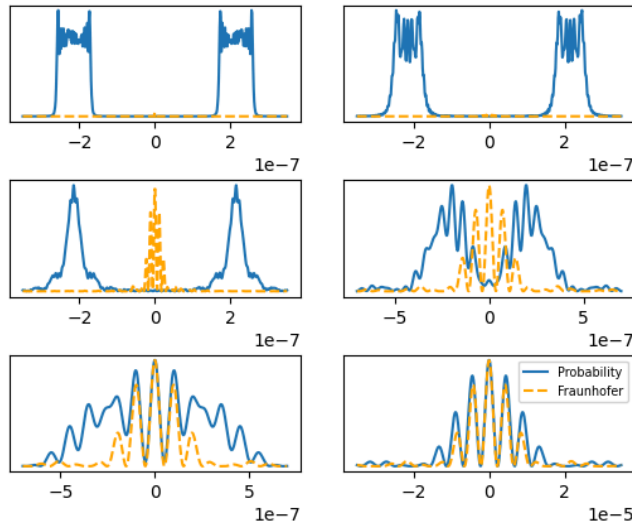 −2 0 2 −2 0 2
1e−7 1e−7
−2 0 2 −5 0 5
1e−7 1e−7
Probability
Fraunhofer
−5 0 5 −2 0 2
1e−7 1e−5